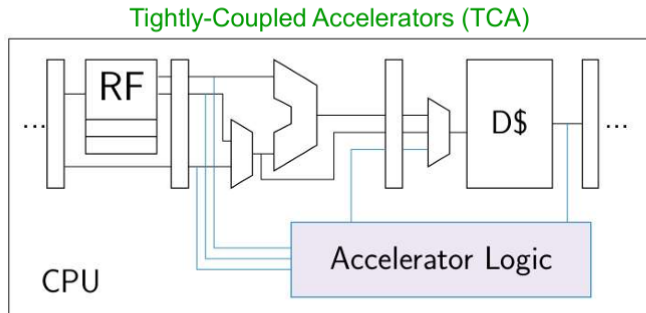 Tightly-Coupled Accelerators (TCA)
RF
...
D$
...
Accelerator Logic
CPU